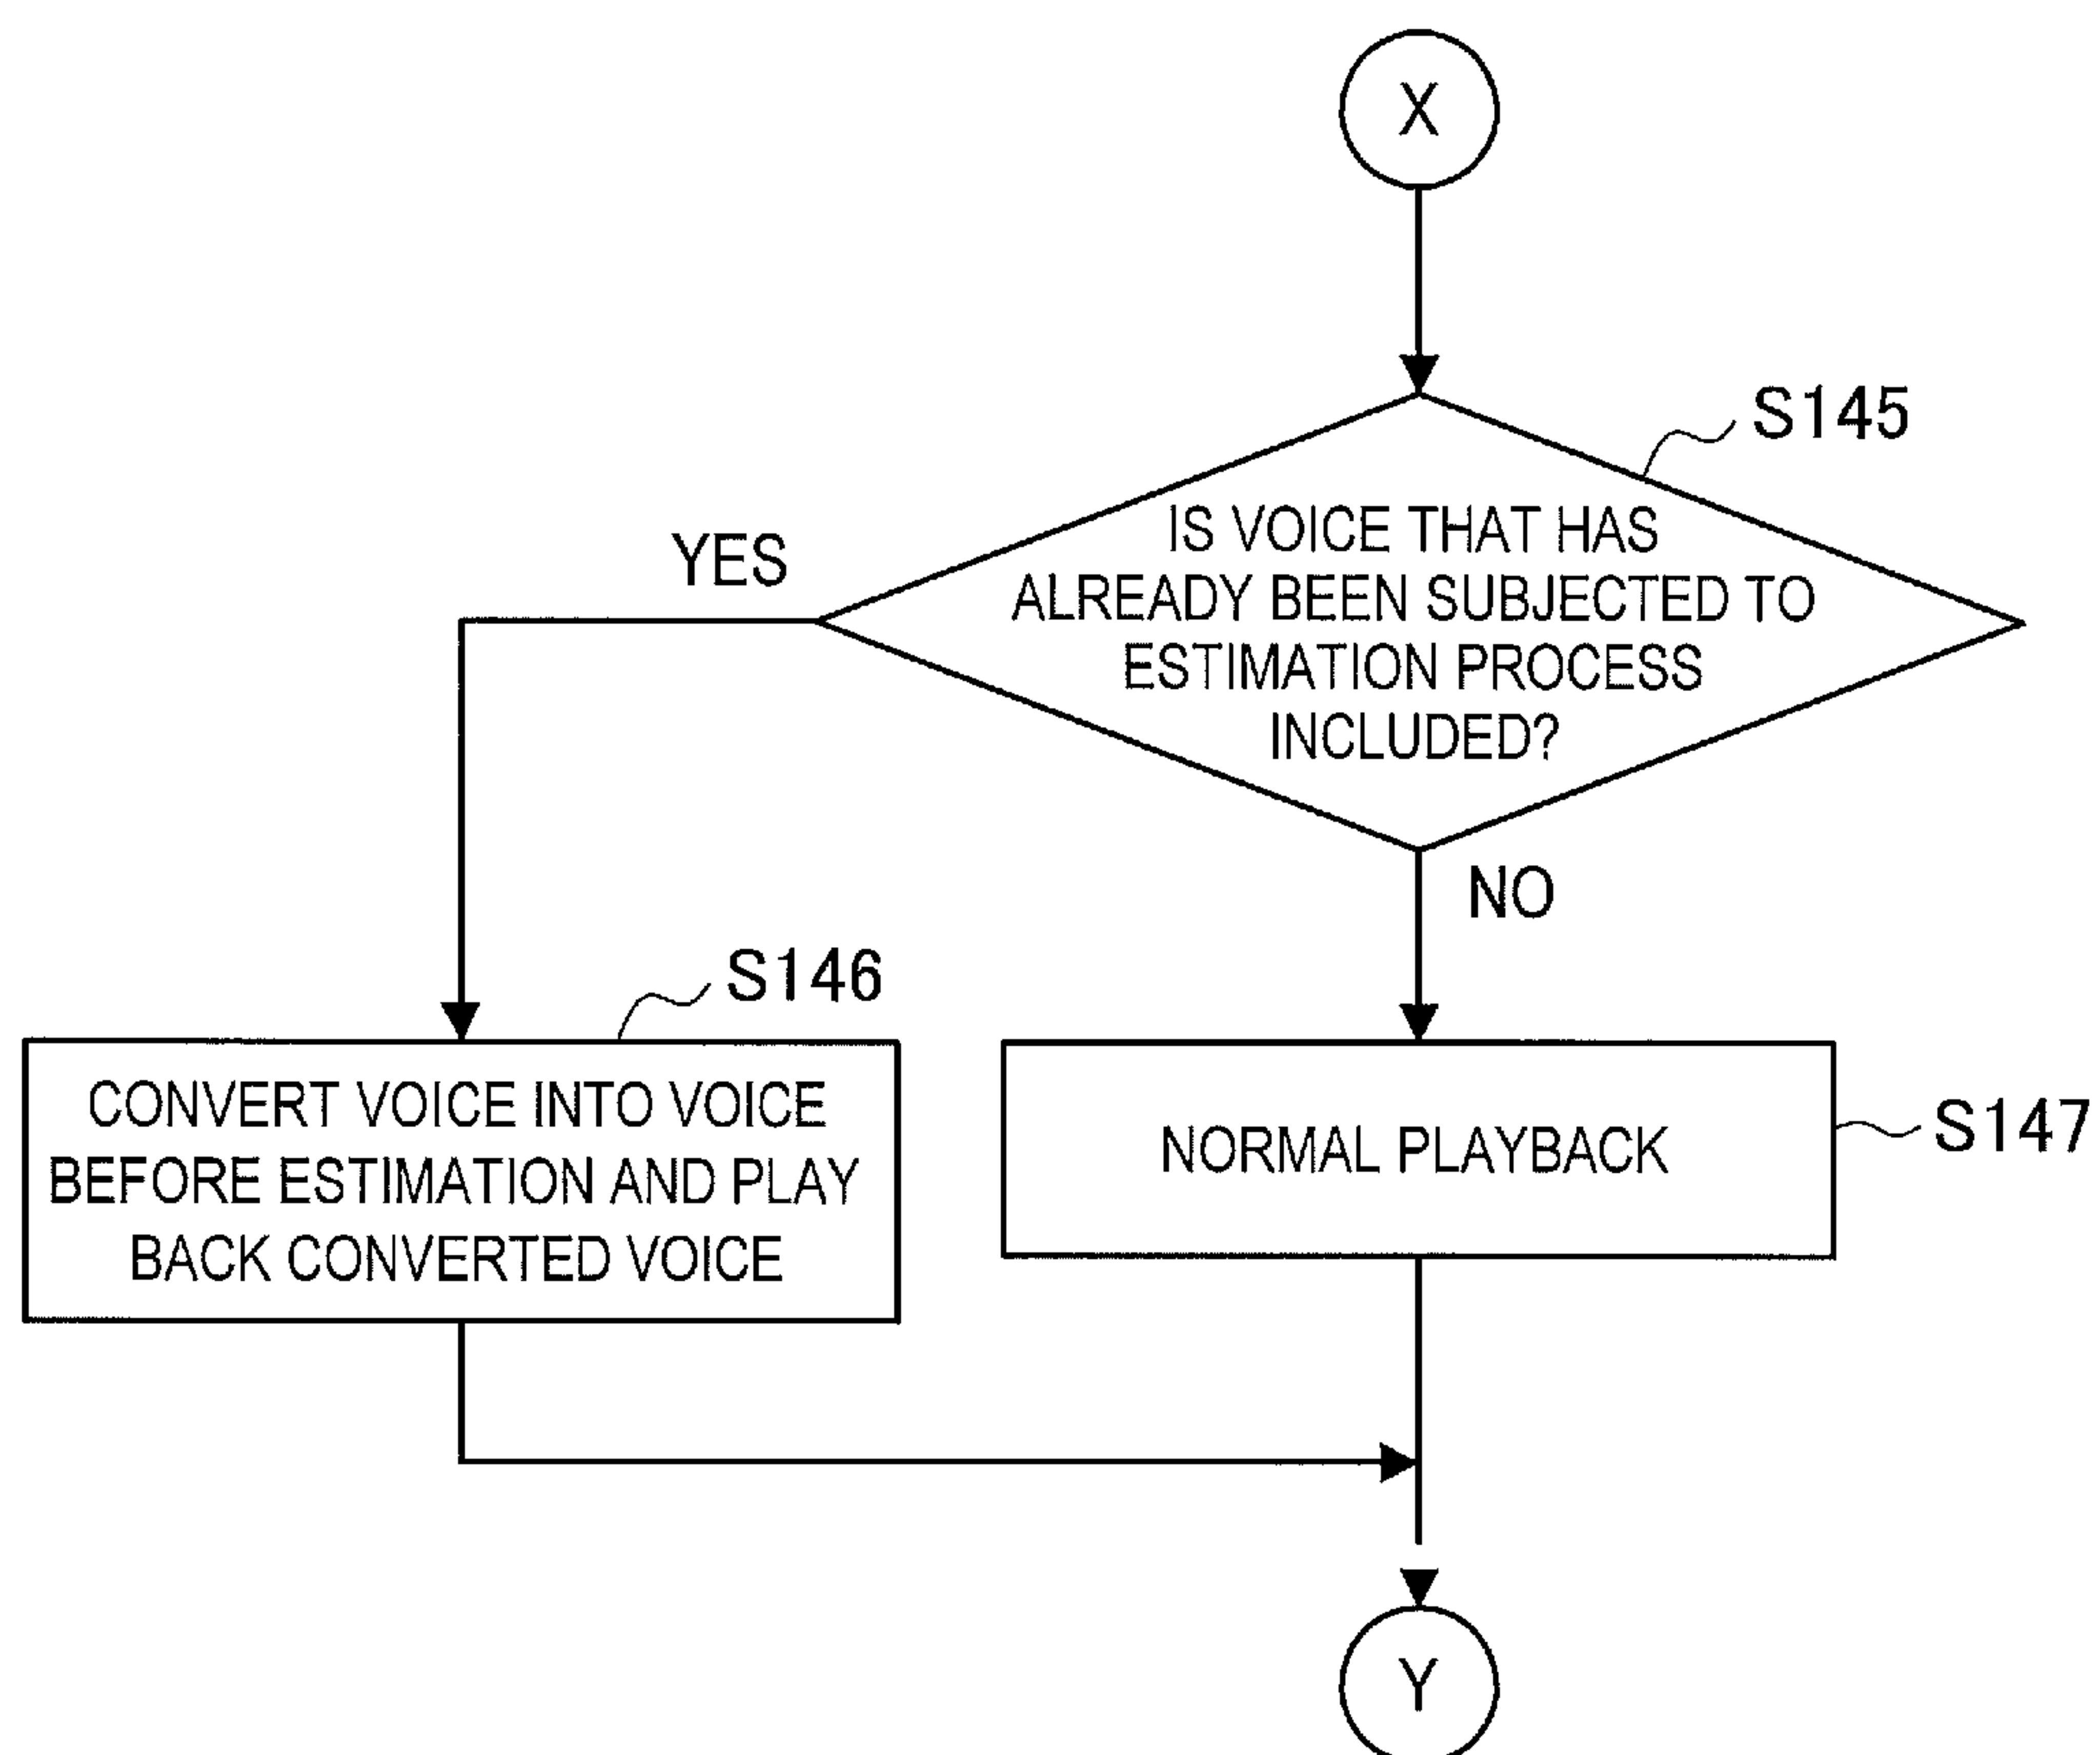 X
S145
IS VOICE THAT HAS
ALREADY BEEN SUBJECTED TO
ESTIMATION PROCESS
INCLUDED?
YES
NO
S146
CONVERT VOICE INTO VOICE
BEFORE ESTIMATION AND PLAY
BACK CONVERTED VOICE
NORMAL PLAYBACK
S147
Y